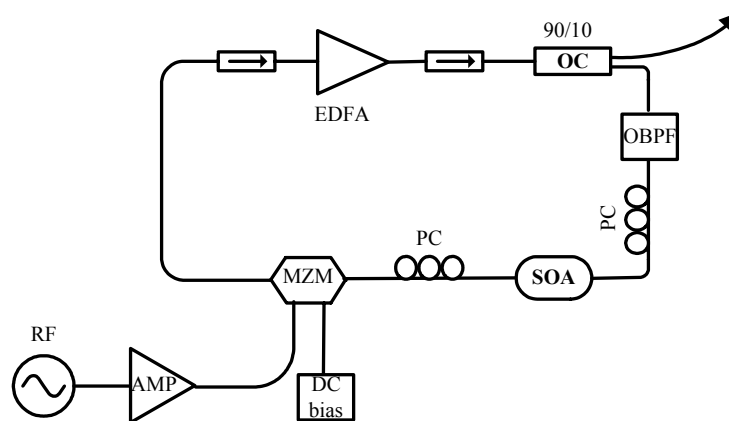 90/10
OC
EDFA
OBPF
PC
PC
MZM
SOA
RF
AMP
DC
bias